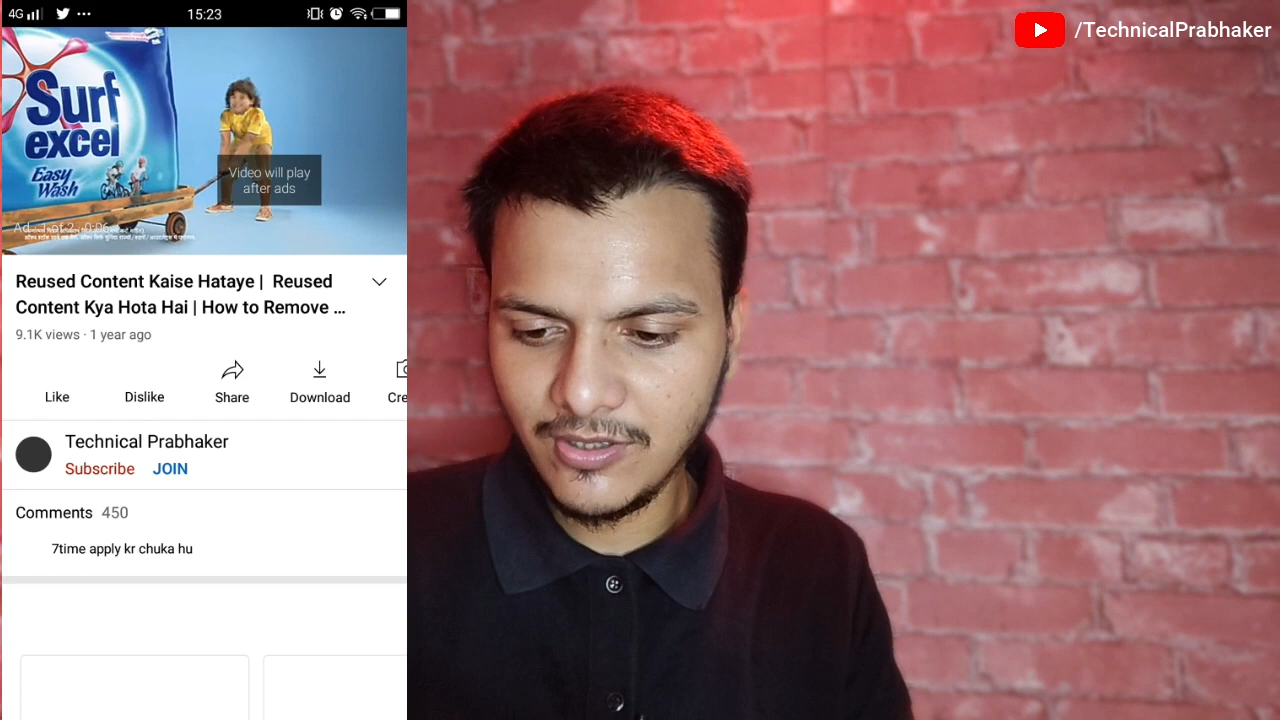 4G
15:23
/TechnicalPrabhaker
Surf
excel
Easy
Wash
Video will play
after ads
Reused Content Kaise Hataye | Reused
Content Kya Hota Hai | How to Remove ...
9.1K views · 1 year ago
Like
Dislike
Share
Download
Cre
Technical Prabhaker
Subscribe
JOIN
Comments 450
7time apply kr chuka hu